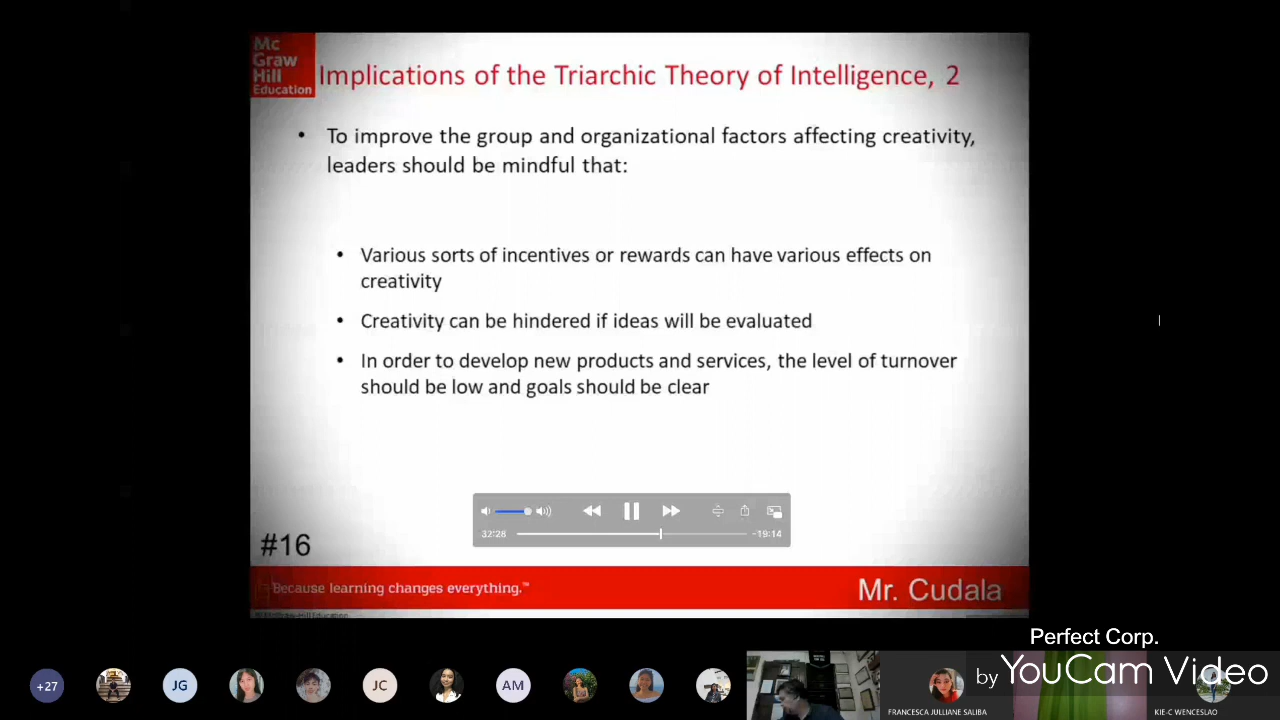 Mc
Graw
Hill
Education
Implications of the Triarchic Theory of Intelligence, 2
• To improve the group and organizational factors affecting creativity,
leaders should be mindful that:
• Various sorts of incentives or rewards can have various effects on
creativity
• Creativity can be hindered if ideas will be evaluated
• In order to develop new products and services, the level of turnover
should be low and goals should be clear
32:28
-19:14
#16
Because learning changes everything.™
Mr. Cudala
Perfect Corp.
by YouCam Video
+27
JG
JC
AM
FRANCESCA JULLIANE SALIBA
KIE-C WENCESLAO